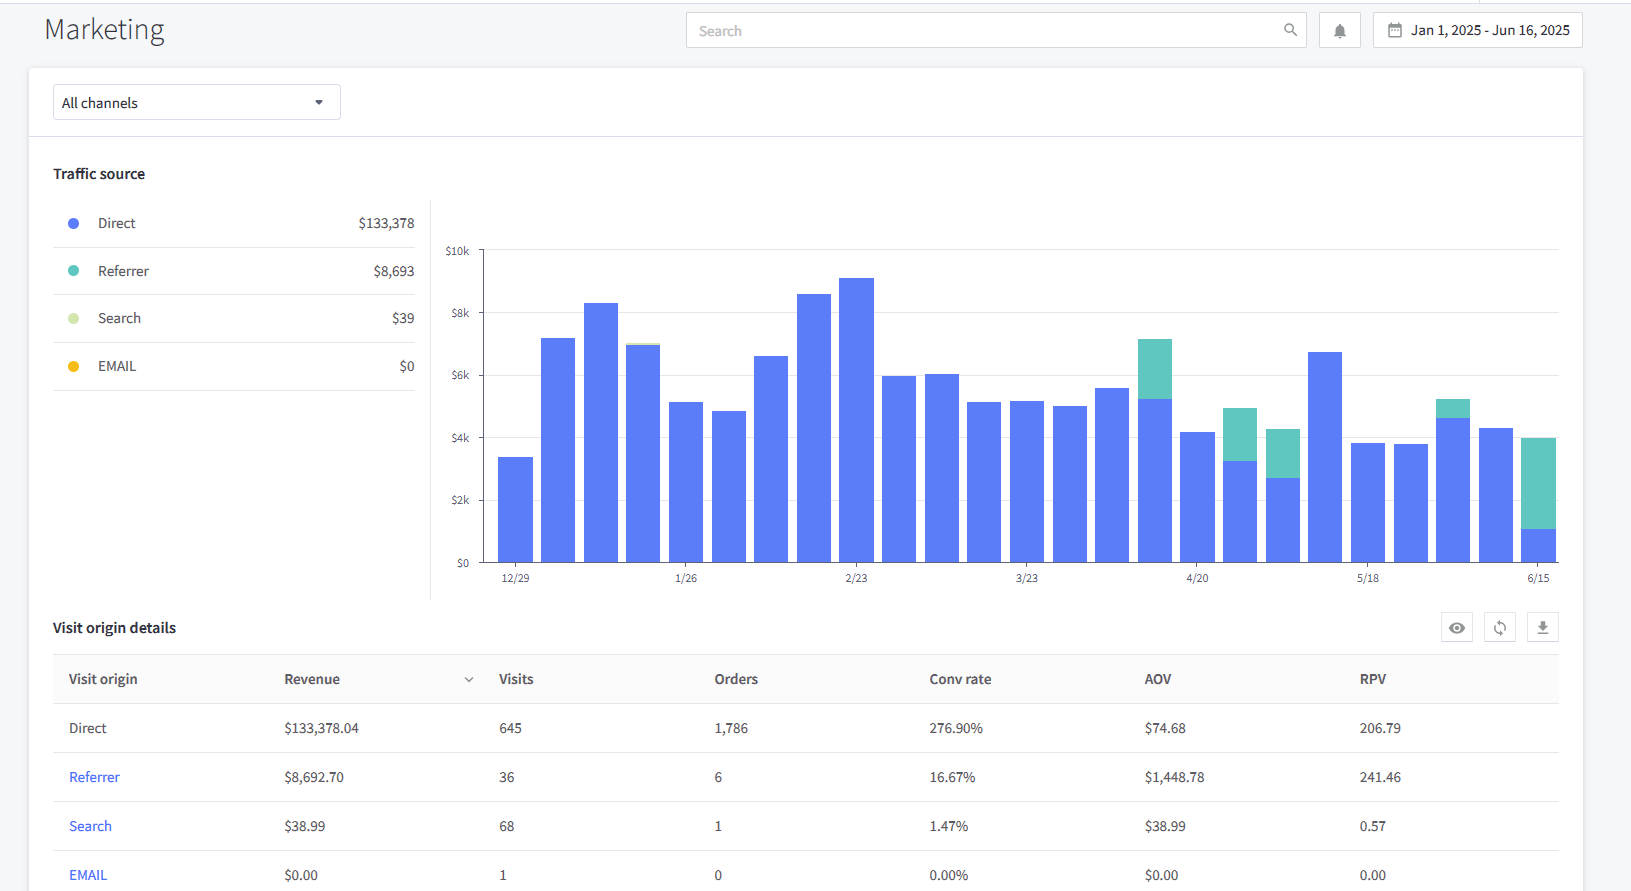 Marketing
Search
Jan 1, 2025 - Jun 16, 2025
All channels
Traffic source
Direct $133,378
Referrer $8,693
Search $39
EMAIL $0
$10k
$8k
$6k
$4k
$2k
$0
12/29 1/26 2/23 3/23 4/20 5/18 6/15
Visit origin details
Visit origin Revenue Visits Orders Conv rate AOV RPV
Direct $133,378.04 645 1,786 276.90% $74.68 206.79
Referrer $8,692.70 36 6 16.67% $1,448.78 241.46
Search $38.99 68 1 1.47% $38.99 0.57
EMAIL $0.00 1 0 0.00% $0.00 0.00